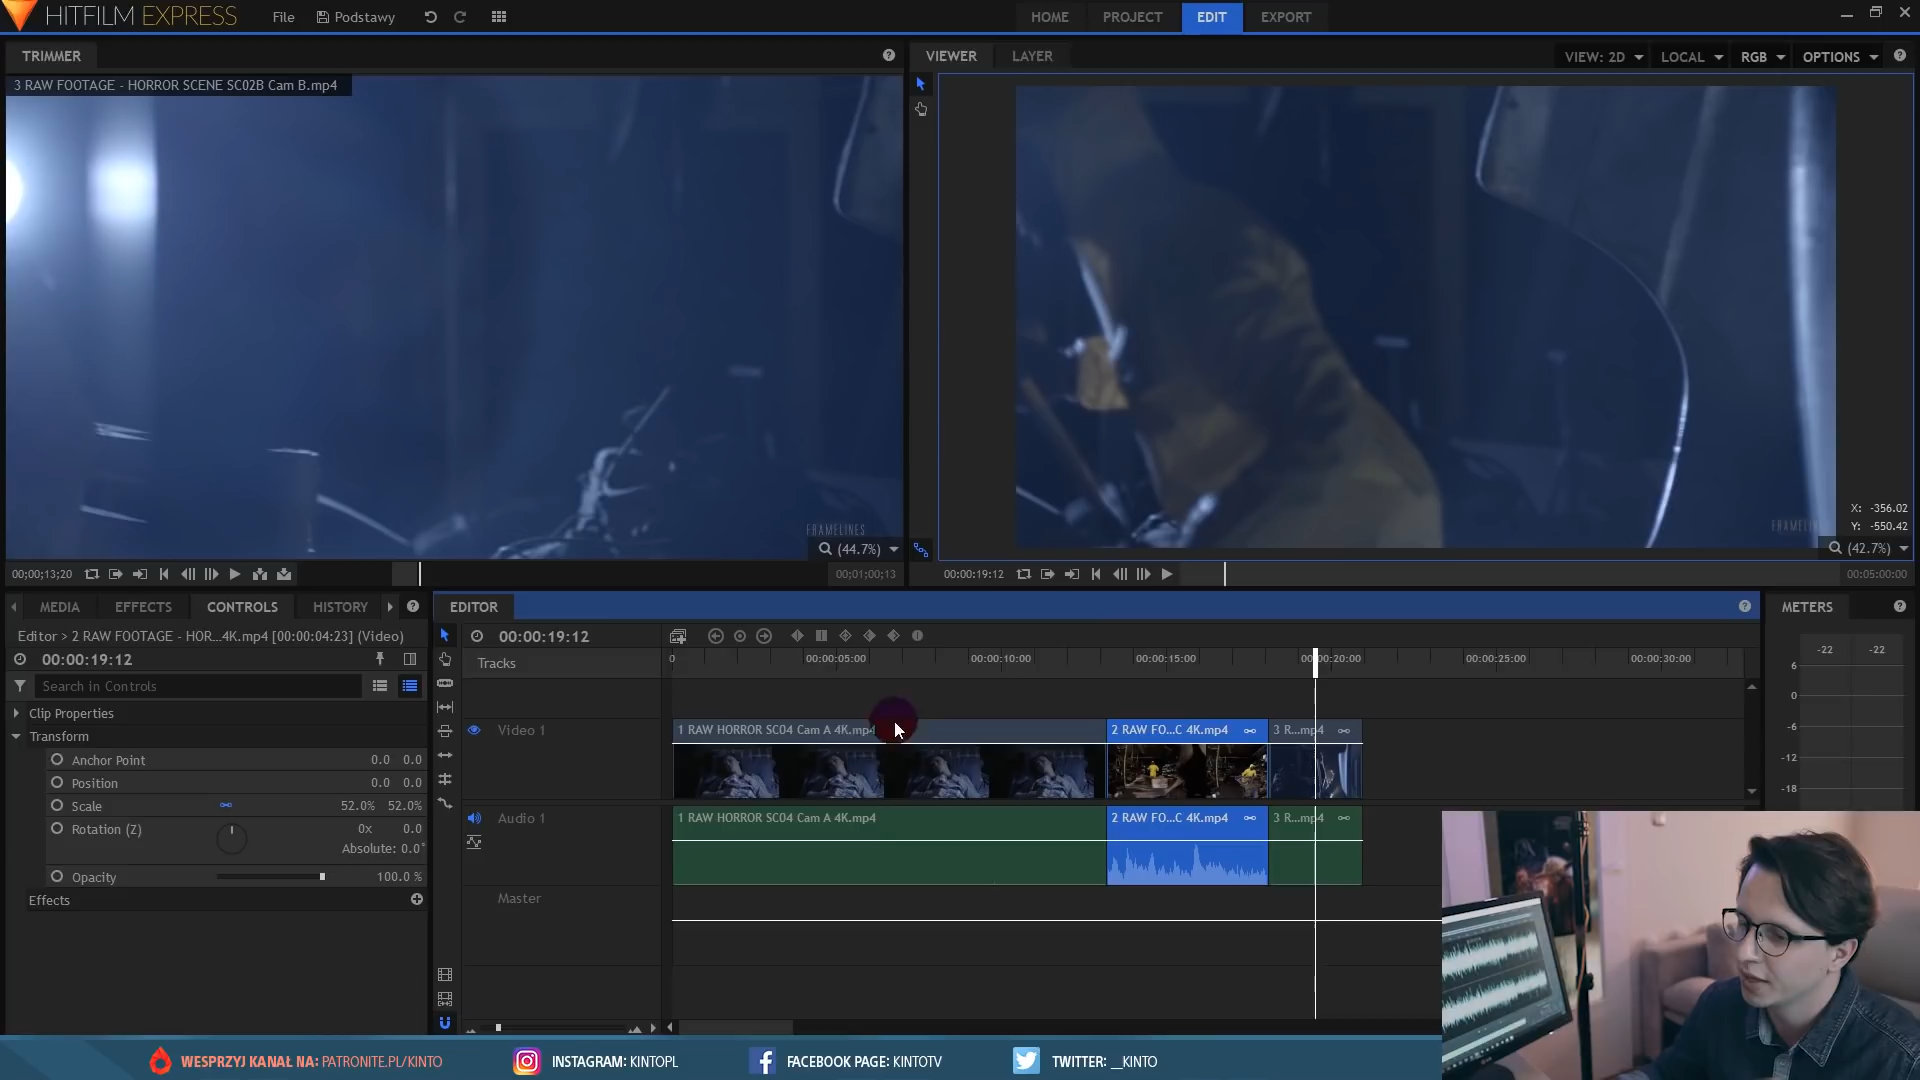 HITFILM EXPRESS
File
Podstawy
HOME
PROJECT
EDIT
EXPORT
TRIMMER
3 RAW FOOTAGE - HORROR SCENE SC02B Cam B.mp4
FRAMELINES
(44.7%)
00;00;13;20
00;01;00;13
VIEWER
LAYER
VIEW: 2D
LOCAL
RGB
OPTIONS
X: -356.02
Y: -550.42
(42.7%)
00:00:19:12
00:05:00:00
MEDIA
EFFECTS
CONTROLS
HISTORY
Editor > 2 RAW FOOTAGE - HOR...4K.mp4 [00:00:04:23] (Video)
00:00:19:12
Search in Controls
Clip Properties
Transform
Anchor Point 0.0 0.0
Position 0.0 0.0
Scale 52.0% 52.0%
Rotation (Z) 0x 0.0
Absolute: 0.0°
Opacity 100.0 %
Effects
EDITOR
00:00:19:12
Tracks
0 00:00:05:00 00:00:10:00 00:00:15:00 00:00:20:00 00:00:25:00 00:00:30:00
Video 1
1 RAW HORROR SC04 Cam A 4K.mp4
2 RAW FO...C 4K.mp4
3 R...mp4
Audio 1
1 RAW HORROR SC04 Cam A 4K.mp4
2 RAW FO...C 4K.mp4
3 R...mp4
Master
METERS
-22 -22
6
0
-6
-12
-18
WESPRZYJ KANAŁ NA: PATRONITE.PL/KINTO
INSTAGRAM: KINTOPL
FACEBOOK PAGE: KINTOTV
TWITTER: __KINTO